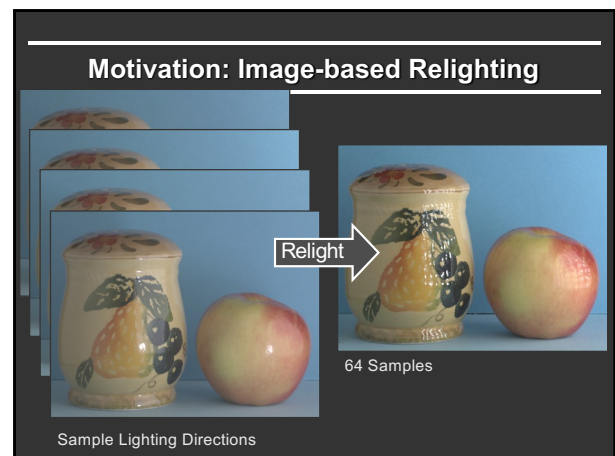 Motivation: Image-based Relighting
Relight
64 Samples
Sample Lighting Directions